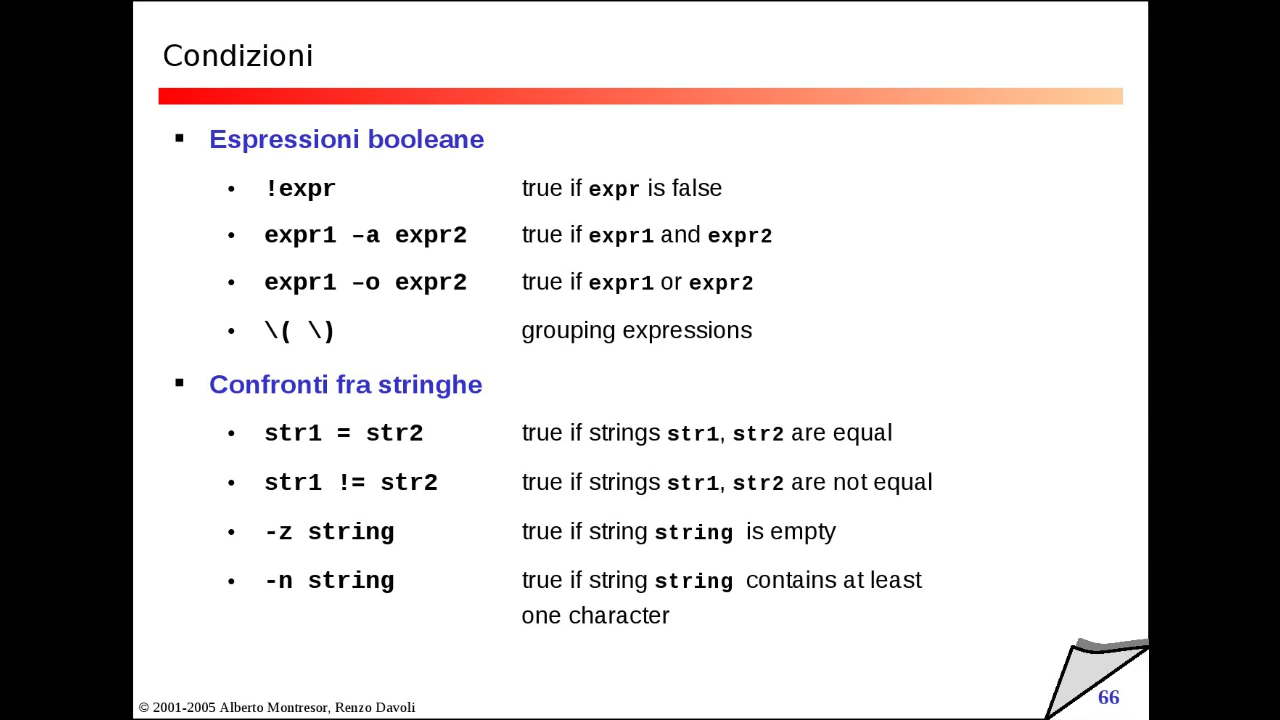 Condizioni
▪ Espressioni booleane
• !expr true if expr is false
• expr1 –a expr2 true if expr1 and expr2
• expr1 –o expr2 true if expr1 or expr2
• \( \) grouping expressions
▪ Confronti fra stringhe
• str1 = str2 true if strings str1, str2 are equal
• str1 != str2 true if strings str1, str2 are not equal
• -z string true if string string is empty
• -n string true if string string contains at least
one character
© 2001-2005 Alberto Montresor, Renzo Davoli
66